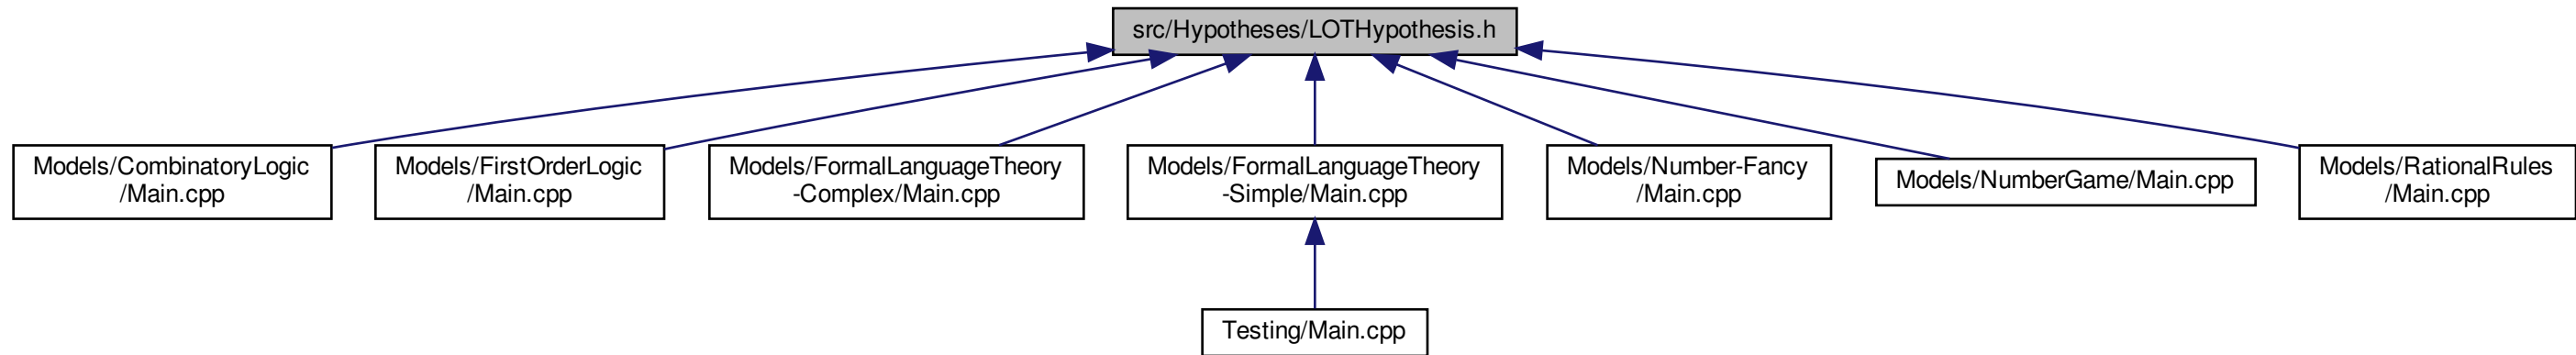 src/Hypotheses/LOTHypothesis.h
Models/CombinatoryLogic
/Main.cpp
Models/FirstOrderLogic
/Main.cpp
Models/FormalLanguageTheory
-Complex/Main.cpp
Models/FormalLanguageTheory
-Simple/Main.cpp
Models/Number-Fancy
/Main.cpp
Models/NumberGame/Main.cpp
Models/RationalRules
/Main.cpp
Testing/Main.cpp